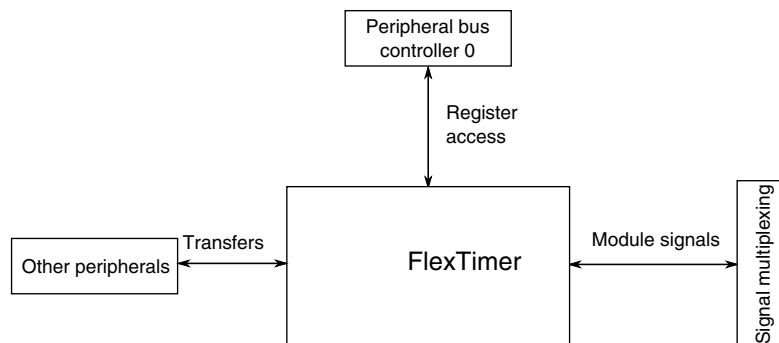 Peripheral bus
controller 0
Register
access
Transfers
Other peripherals
FlexTimer
Module signals
Signal multiplexing